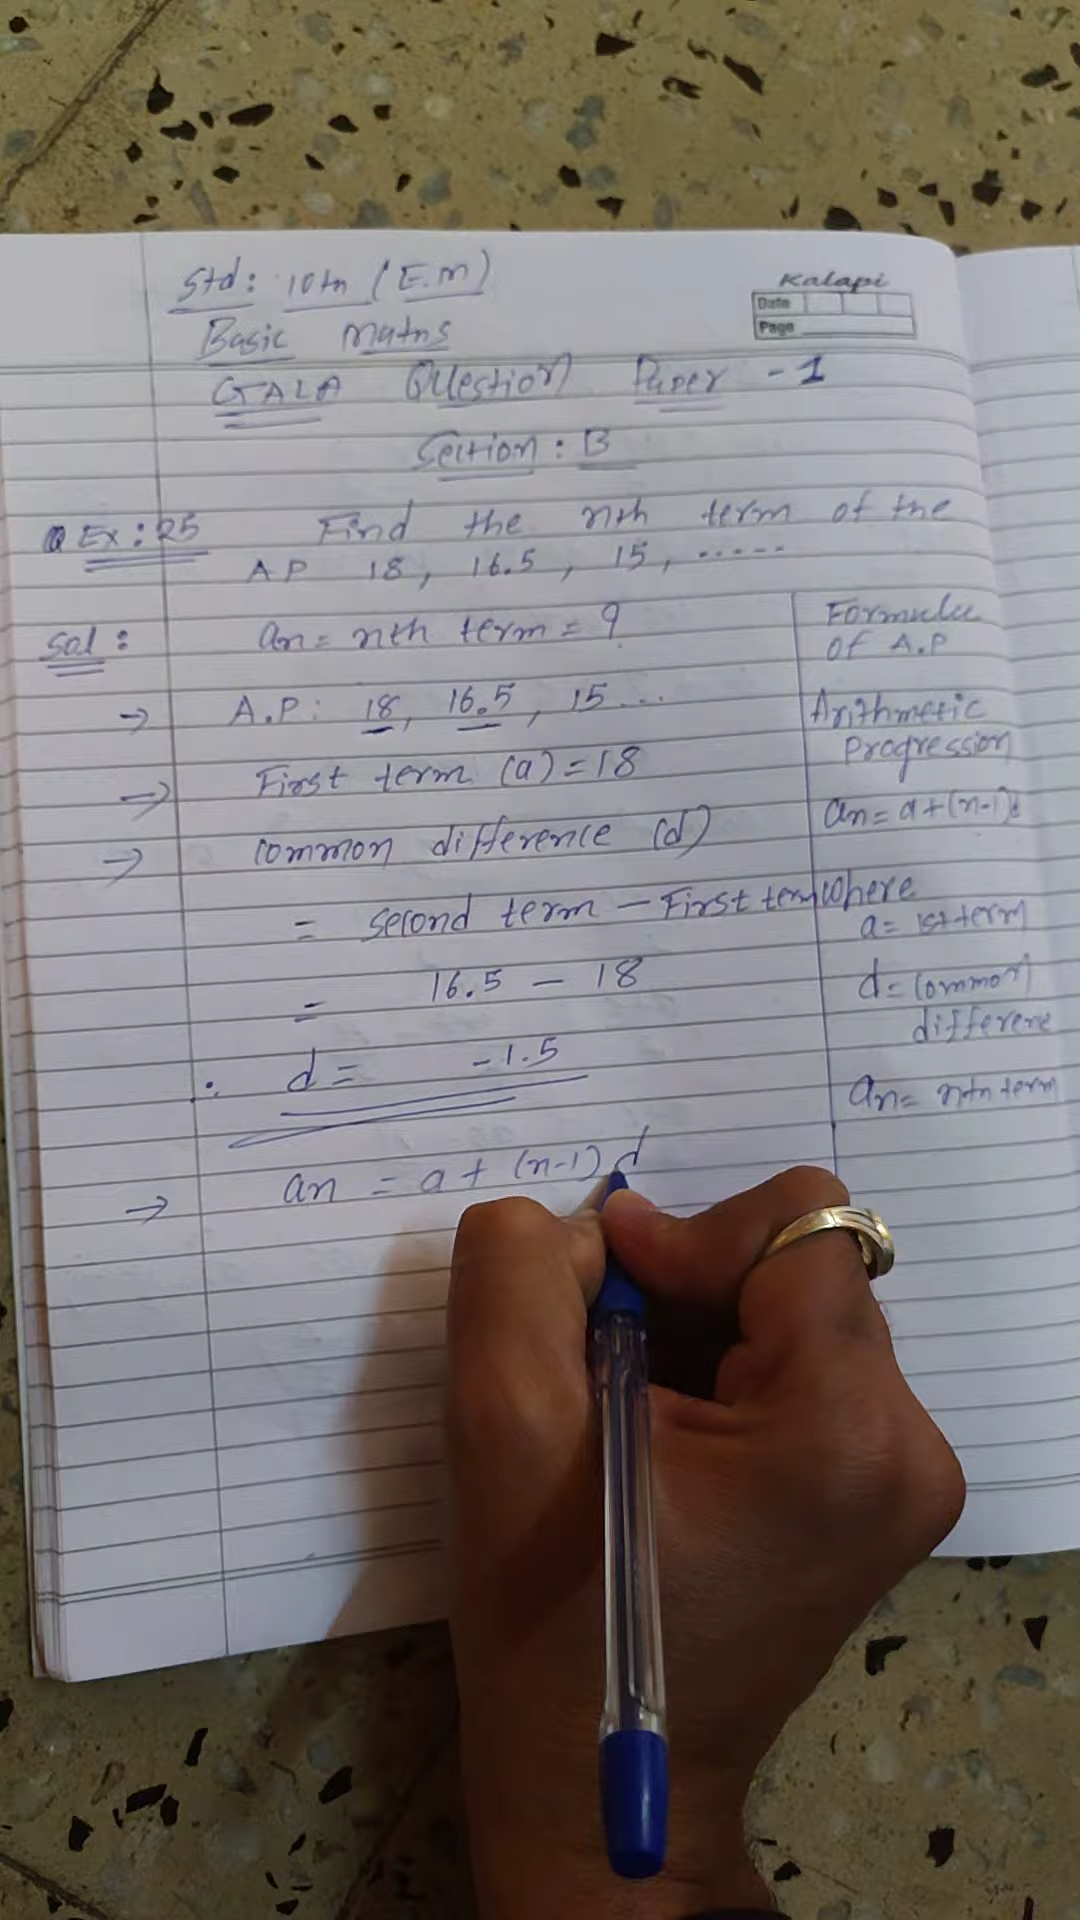 Std: 10th (E.M)
Basic Maths
Kalapi
Date
Page
GALA Question Paper - 1
Section: B
Q Ex: 25 Find the nth term of the
A P 18, 16.5, 15, ......
Sol: an = nth term = ?
→ A.P: 18, 16.5, 15...
→ First term (a) = 18
→ Common difference (d)
= Second term - First term
= 16.5 - 18
∴ d = -1.5
→ an = a + (n-1) d
Formula
of A.P
Arithmetic
Progression
an = a + (n-1)d
Where
a = 1st term
d = Common
differene
an = nth term